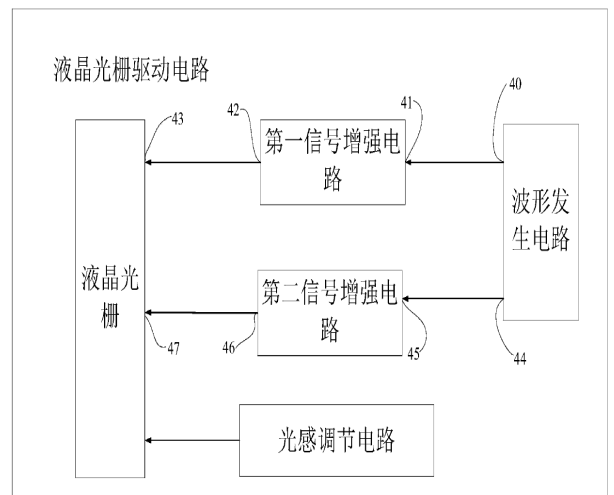 液晶光栅驱动电路
43
42
第一信号增强电
路
41
40
波形发
生电路
液晶光
栅
47
46
第二信号增强电
路
45
44
光感调节电路